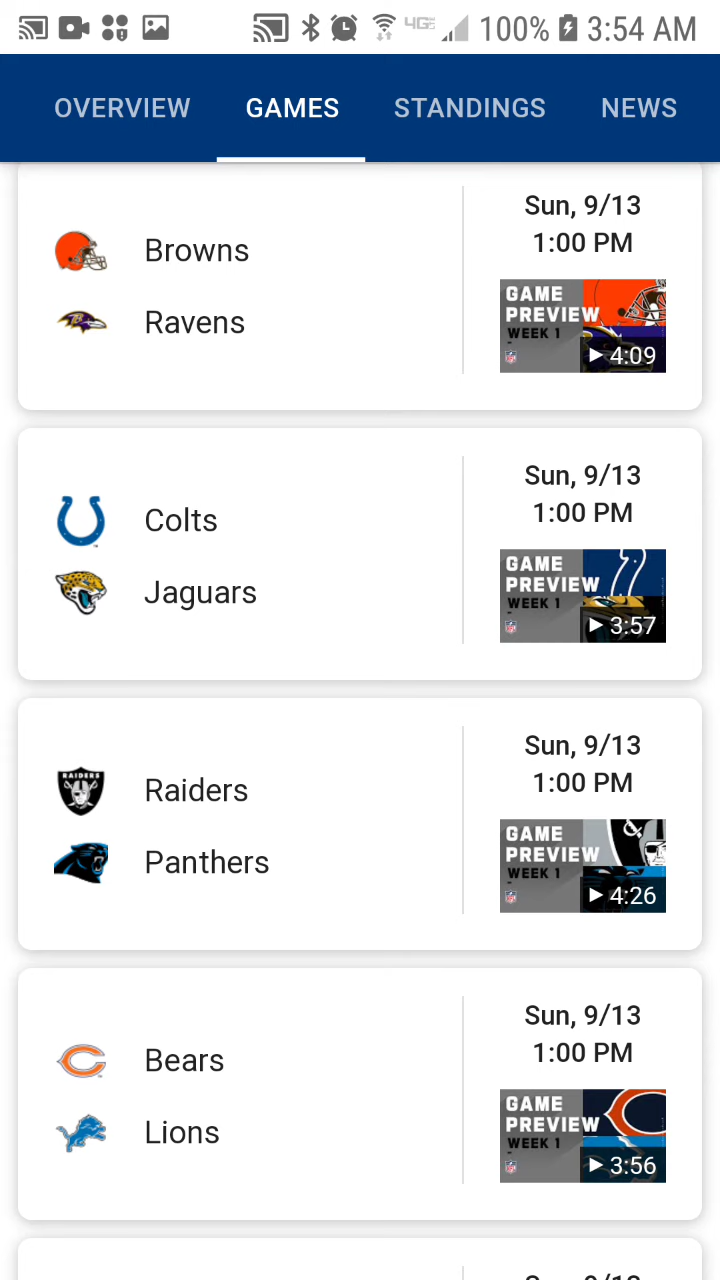 4GE 100% 3:54 AM
OVERVIEW GAMES STANDINGS NEWS
Sun, 9/13
1:00 PM
Browns
Ravens
GAME
PREVIEW
WEEK 1
4:09
Sun, 9/13
1:00 PM
Colts
Jaguars
GAME
PREVIEW
WEEK 1
3:57
Sun, 9/13
1:00 PM
RAIDERS
Raiders
Panthers
GAME
PREVIEW
WEEK 1
4:26
Sun, 9/13
1:00 PM
Bears
Lions
GAME
PREVIEW
WEEK 1
3:56